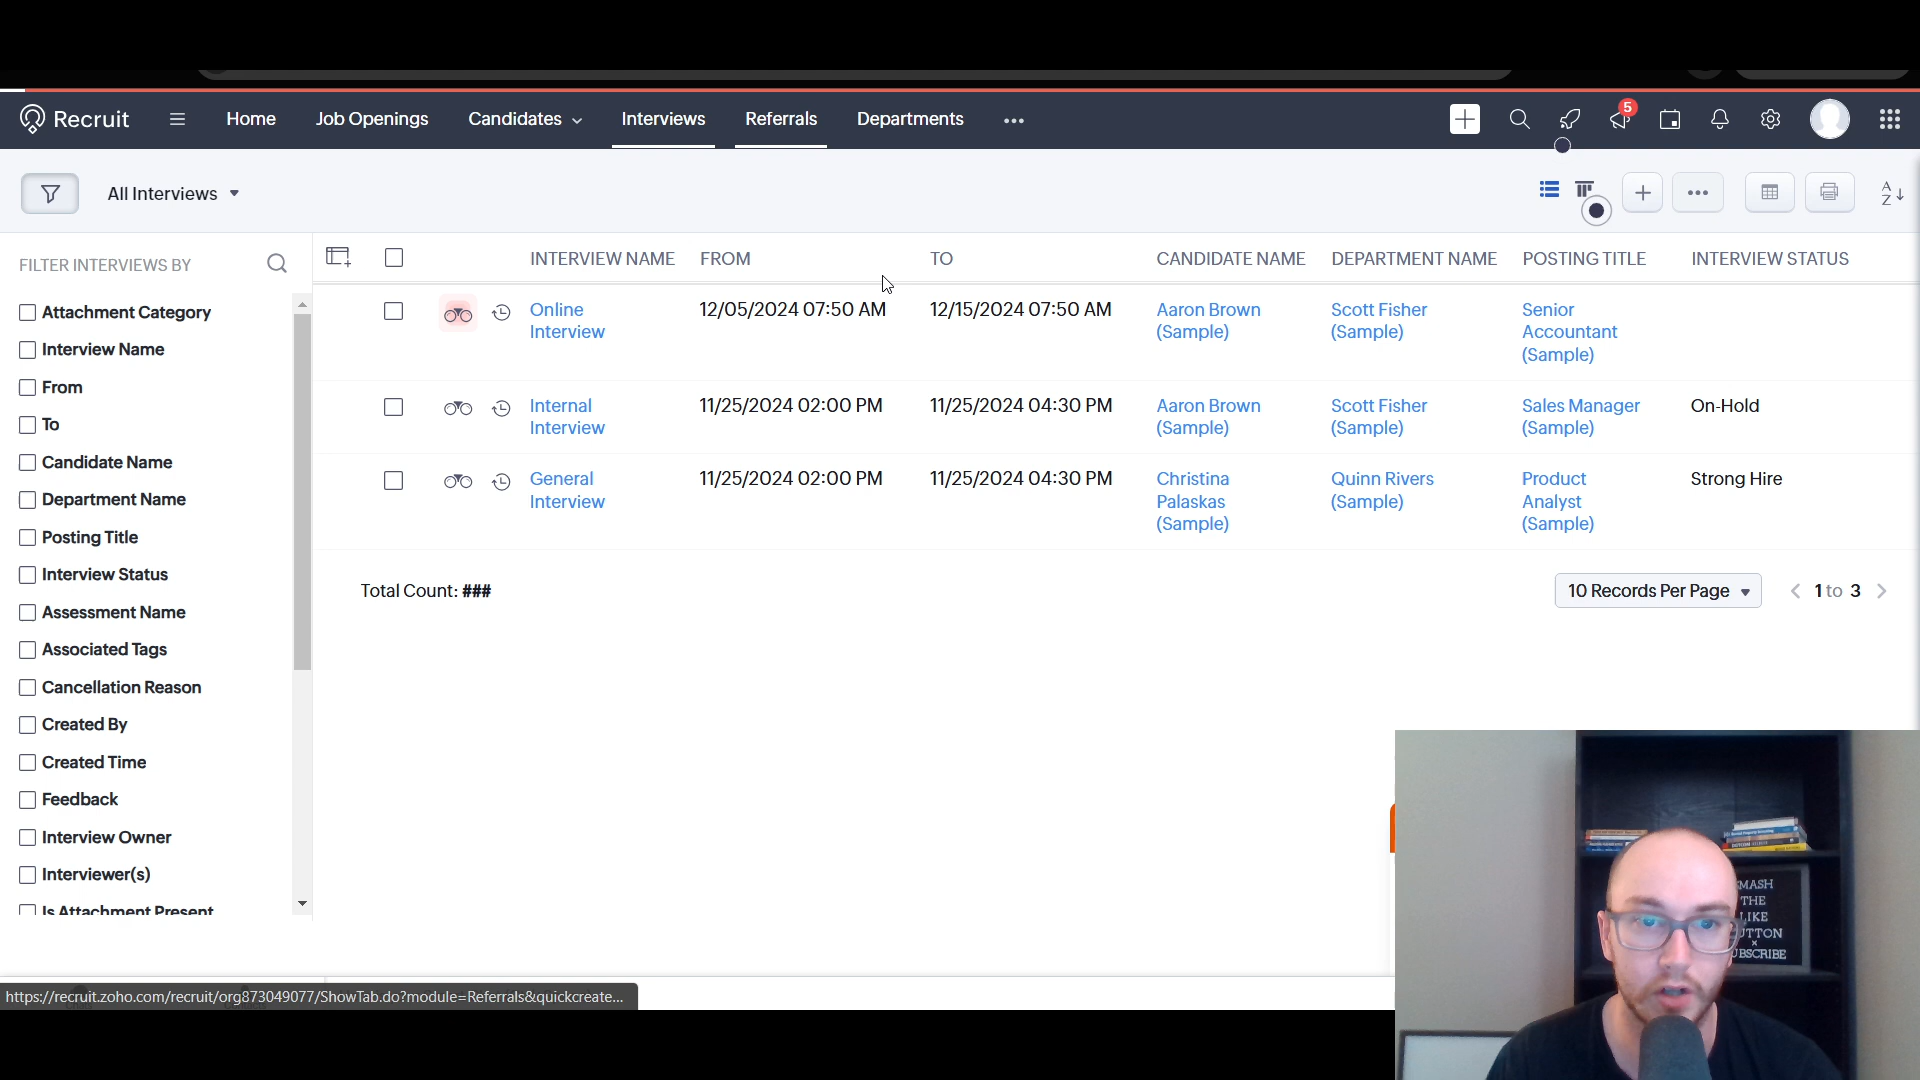 Recruit Home Job Openings Candidates Interviews Referrals Departments ••• 5
All Interviews
FILTER INTERVIEWS BY
Attachment Category
Interview Name
From
To
Candidate Name
Department Name
Posting Title
Interview Status
Assessment Name
Associated Tags
Cancellation Reason
Created By
Created Time
Feedback
Interview Owner
Interviewer(s)
Is Attachment Present
INTERVIEW NAME FROM TO CANDIDATE NAME DEPARTMENT NAME POSTING TITLE INTERVIEW STATUS
Online Interview 12/05/2024 07:50 AM 12/15/2024 07:50 AM Aaron Brown (Sample) Scott Fisher (Sample) Senior Accountant (Sample)
Internal Interview 11/25/2024 02:00 PM 11/25/2024 04:30 PM Aaron Brown (Sample) Scott Fisher (Sample) Sales Manager (Sample) On-Hold
General Interview 11/25/2024 02:00 PM 11/25/2024 04:30 PM Christina Palaskas (Sample) Quinn Rivers (Sample) Product Analyst (Sample) Strong Hire
Total Count: ### 10 Records Per Page 1 to 3
https://recruit.zoho.com/recruit/org873049077/ShowTab.do?module=Referrals&quickcreate...
MASH
THE
LIKE
UTTON
×
UBSCRIBE